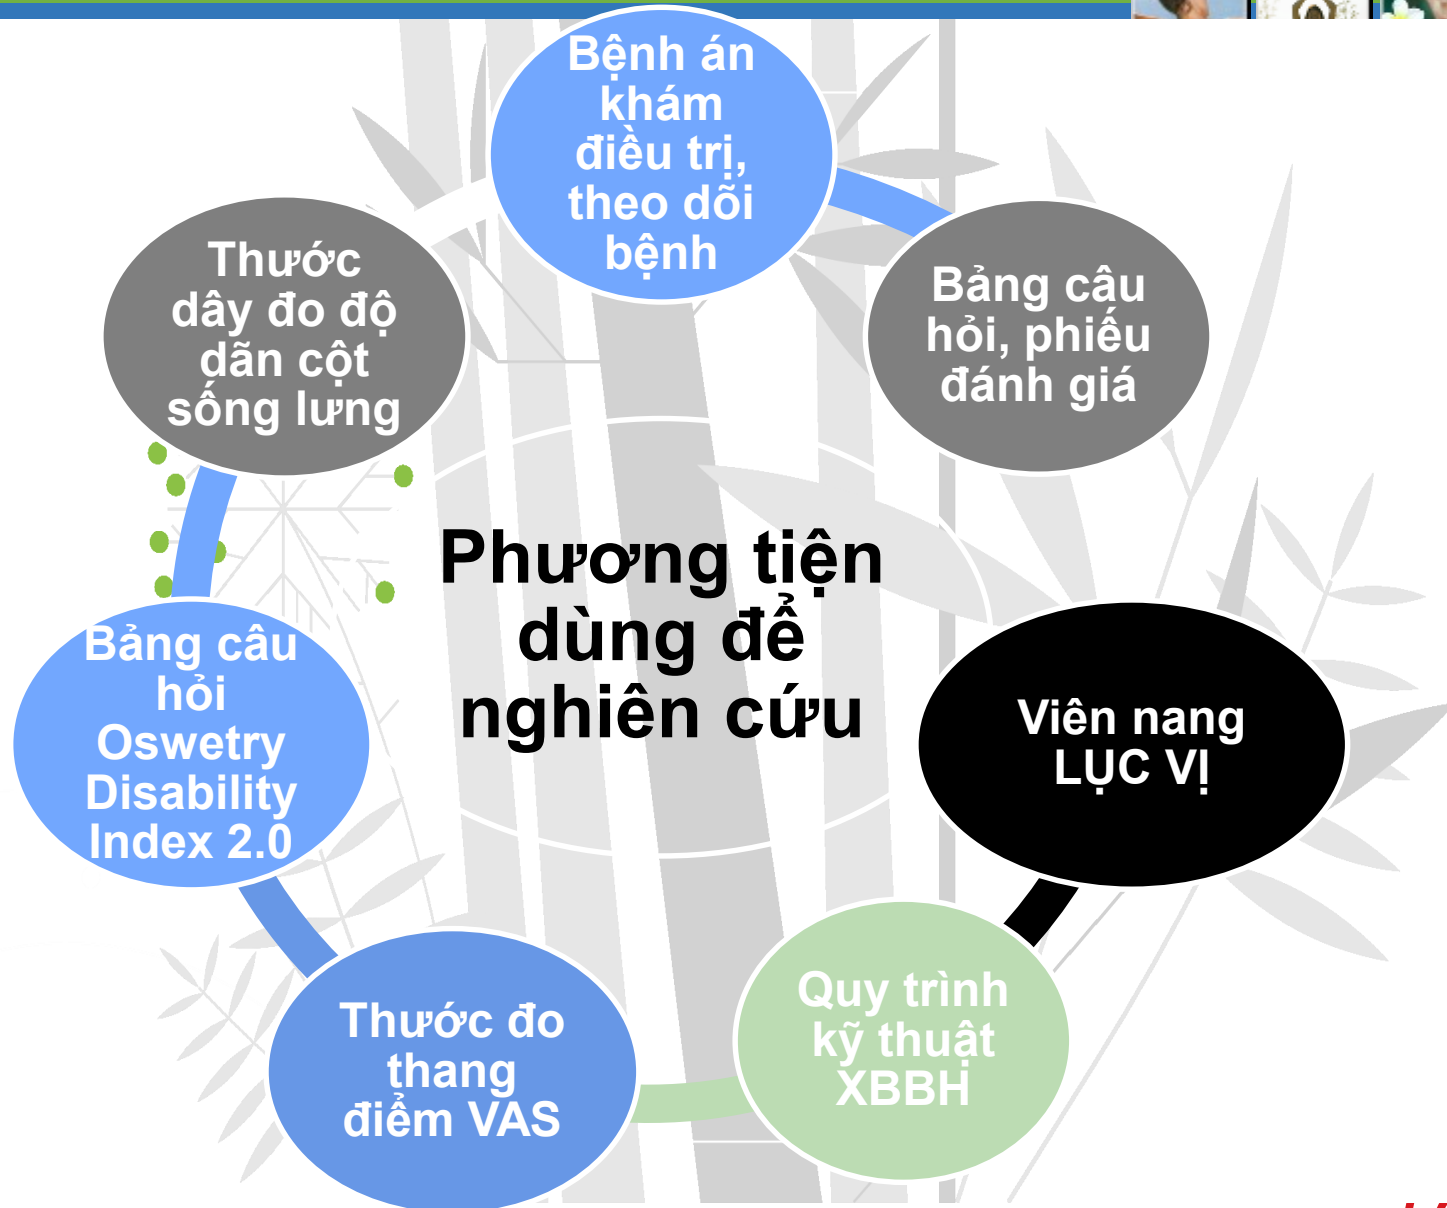 Bệnh án
khám
điều trị,
theo dõi
bệnh
Bảng câu
hỏi, phiếu
đánh giá
Viên nang
LỤC VỊ
Quy trình
kỹ thuật
XBBH
Thước đo
thang
điểm VAS
Bảng câu
hỏi
Oswetry
Disability
Index 2.0
Thước
dây đo độ
dãn cột
sống lưng
Phương tiện
dùng để
nghiên cứu